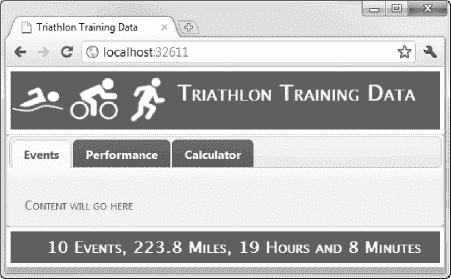 Triathlon Training Data
localhost:32611
Triathlon Training Data
Events Performance Calculator
Content will go here
10 Events, 223.8 Miles, 19 Hours and 8 Minutes